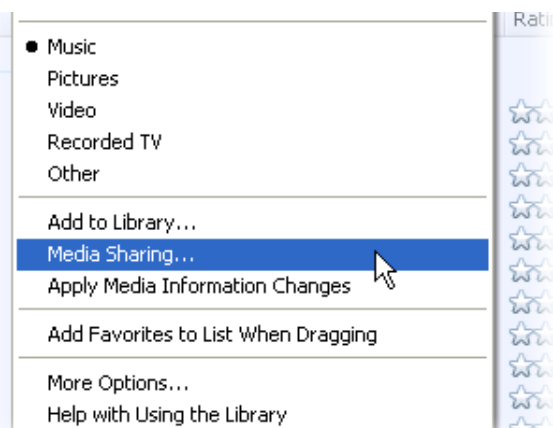 Rati
Music
Pictures
Video
Recorded TV
Other
Add to Library...
Media Sharing...
Apply Media Information Changes
Add Favorites to List When Dragging
More Options...
Help with Using the Library